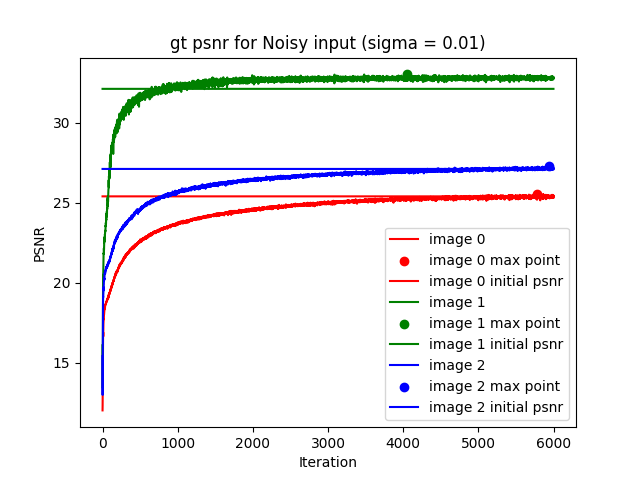 gt psnr for Noisy input (sigma = 0.01)
PSNR
30
25
20
15
image 0
image 0 max point
image 0 initial psnr
image 1
image 1 max point
image 1 initial psnr
image 2
image 2 max point
image 2 initial psnr
0 1000 2000 3000 4000 5000 6000
Iteration